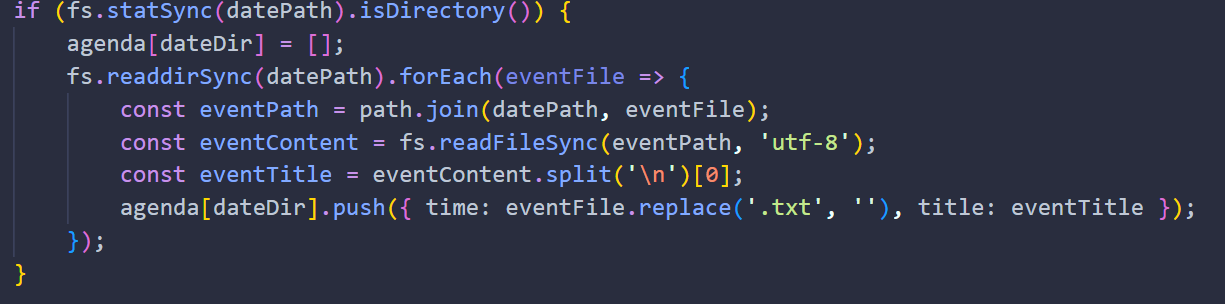 if (fs.statSync(datePath).isDirectory()) {
    agenda[dateDir] = [];
    fs.readdirSync(datePath).forEach(eventFile => {
        const eventPath = path.join(datePath, eventFile);
        const eventContent = fs.readFileSync(eventPath, 'utf-8');
        const eventTitle = eventContent.split('\n')[0];
        agenda[dateDir].push({ time: eventFile.replace('.txt', ''), title: eventTitle });
    });
}